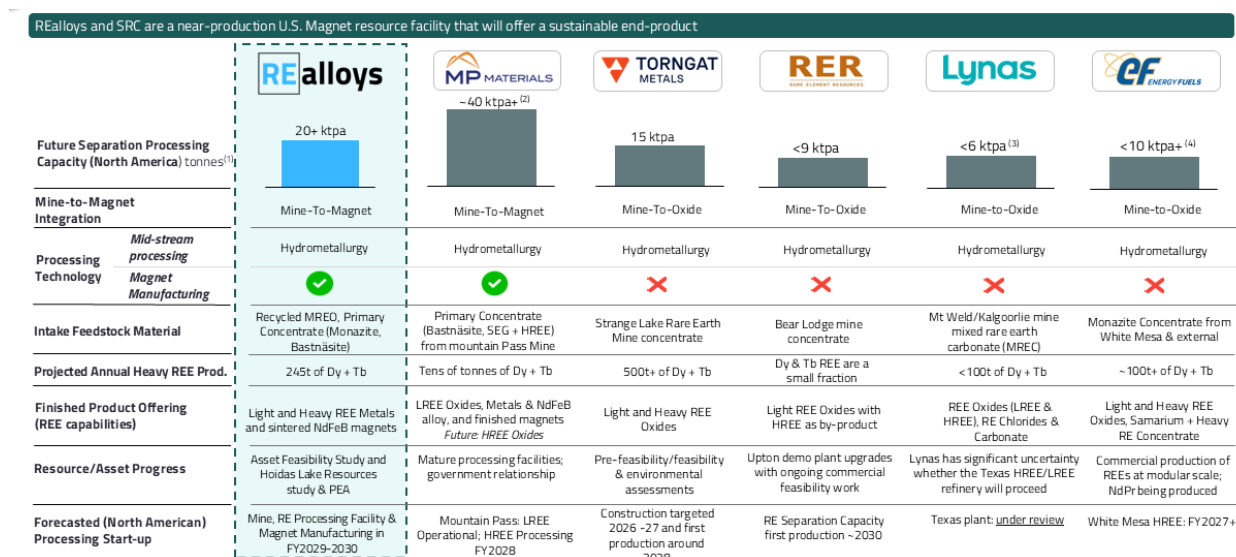 REalloys and SRC are a near-production U.S. Magnet resource facility that will offer a sustainable end-product
REalloys
MP MATERIALS
TORNGAT
METALS
RER
RARE ELEMENT RESOURCES
Lynas
eF ENERGY FUELS
Future Separation Processing
Capacity (North America) tonnes(1)
20+ ktpa
~40 ktpa+ (2)
15 ktpa
<9 ktpa
<6 ktpa (3)
<10 ktpa+ (4)
Mine-to-Magnet
Integration
Mine-To-Magnet
Mine-To-Magnet
Mine-To-Oxide
Mine-To-Oxide
Mine-to-Oxide
Mine-to-Oxide
Processing
Technology
Mid-stream
processing
Hydrometallurgy
Hydrometallurgy
Hydrometallurgy
Hydrometallurgy
Hydrometallurgy
Hydrometallurgy
Magnet
Manufacturing
Intake Feedstock Material
Recycled MREO, Primary
Concentrate (Monazite,
Bastnäsite)
Primary Concentrate
(Bastnäsite, SEG + HREE)
from mountain Pass Mine
Strange Lake Rare Earth
Mine concentrate
Bear Lodge mine
concentrate
Mt Weld/Kalgoorlie mine
mixed rare earth
carbonate (MREC)
Monazite Concentrate from
White Mesa & external
Projected Annual Heavy REE Prod.
245t of Dy + Tb
Tens of tonnes of Dy + Tb
500t+ of Dy + Tb
Dy & Tb REE are a
small fraction
<100t of Dy + Tb
~100t+ of Dy + Tb
Finished Product Offering
(REE capabilities)
Light and Heavy REE Metals
and sintered NdFeB magnets
LREE Oxides, Metals & NdFeB
alloy, and finished magnets
Future: HREE Oxides
Light and Heavy REE
Oxides
Light REE Oxides with
HREE as by-product
REE Oxides (LREE &
HREE), RE Chlorides &
Carbonate
Light and Heavy REE
Oxides, Samarium + Heavy
RE Concentrate
Resource/Asset Progress
Asset Feasibility Study and
Hoidas Lake Resources
study & PEA
Mature processing facilities;
government relationship
Pre-feasibility/feasibility
& environmental
assessments
Upton demo plant upgrades
with ongoing commercial
feasibility work
Lynas has significant uncertainty
whether the Texas HREE/LREE
refinery will proceed
Commercial production of
REEs at modular scale;
NdPr being produced
Forecasted (North American)
Processing Start-up
Mine, RE Processing Facility &
Magnet Manufacturing in
FY2029-2030
Mountain Pass: LREE
Operational; HREE Processing
FY2028
Construction targeted
2026 -27 and first
production around
RE Separation Capacity
first production ~2030
Texas plant: under review
White Mesa HREE: FY2027+